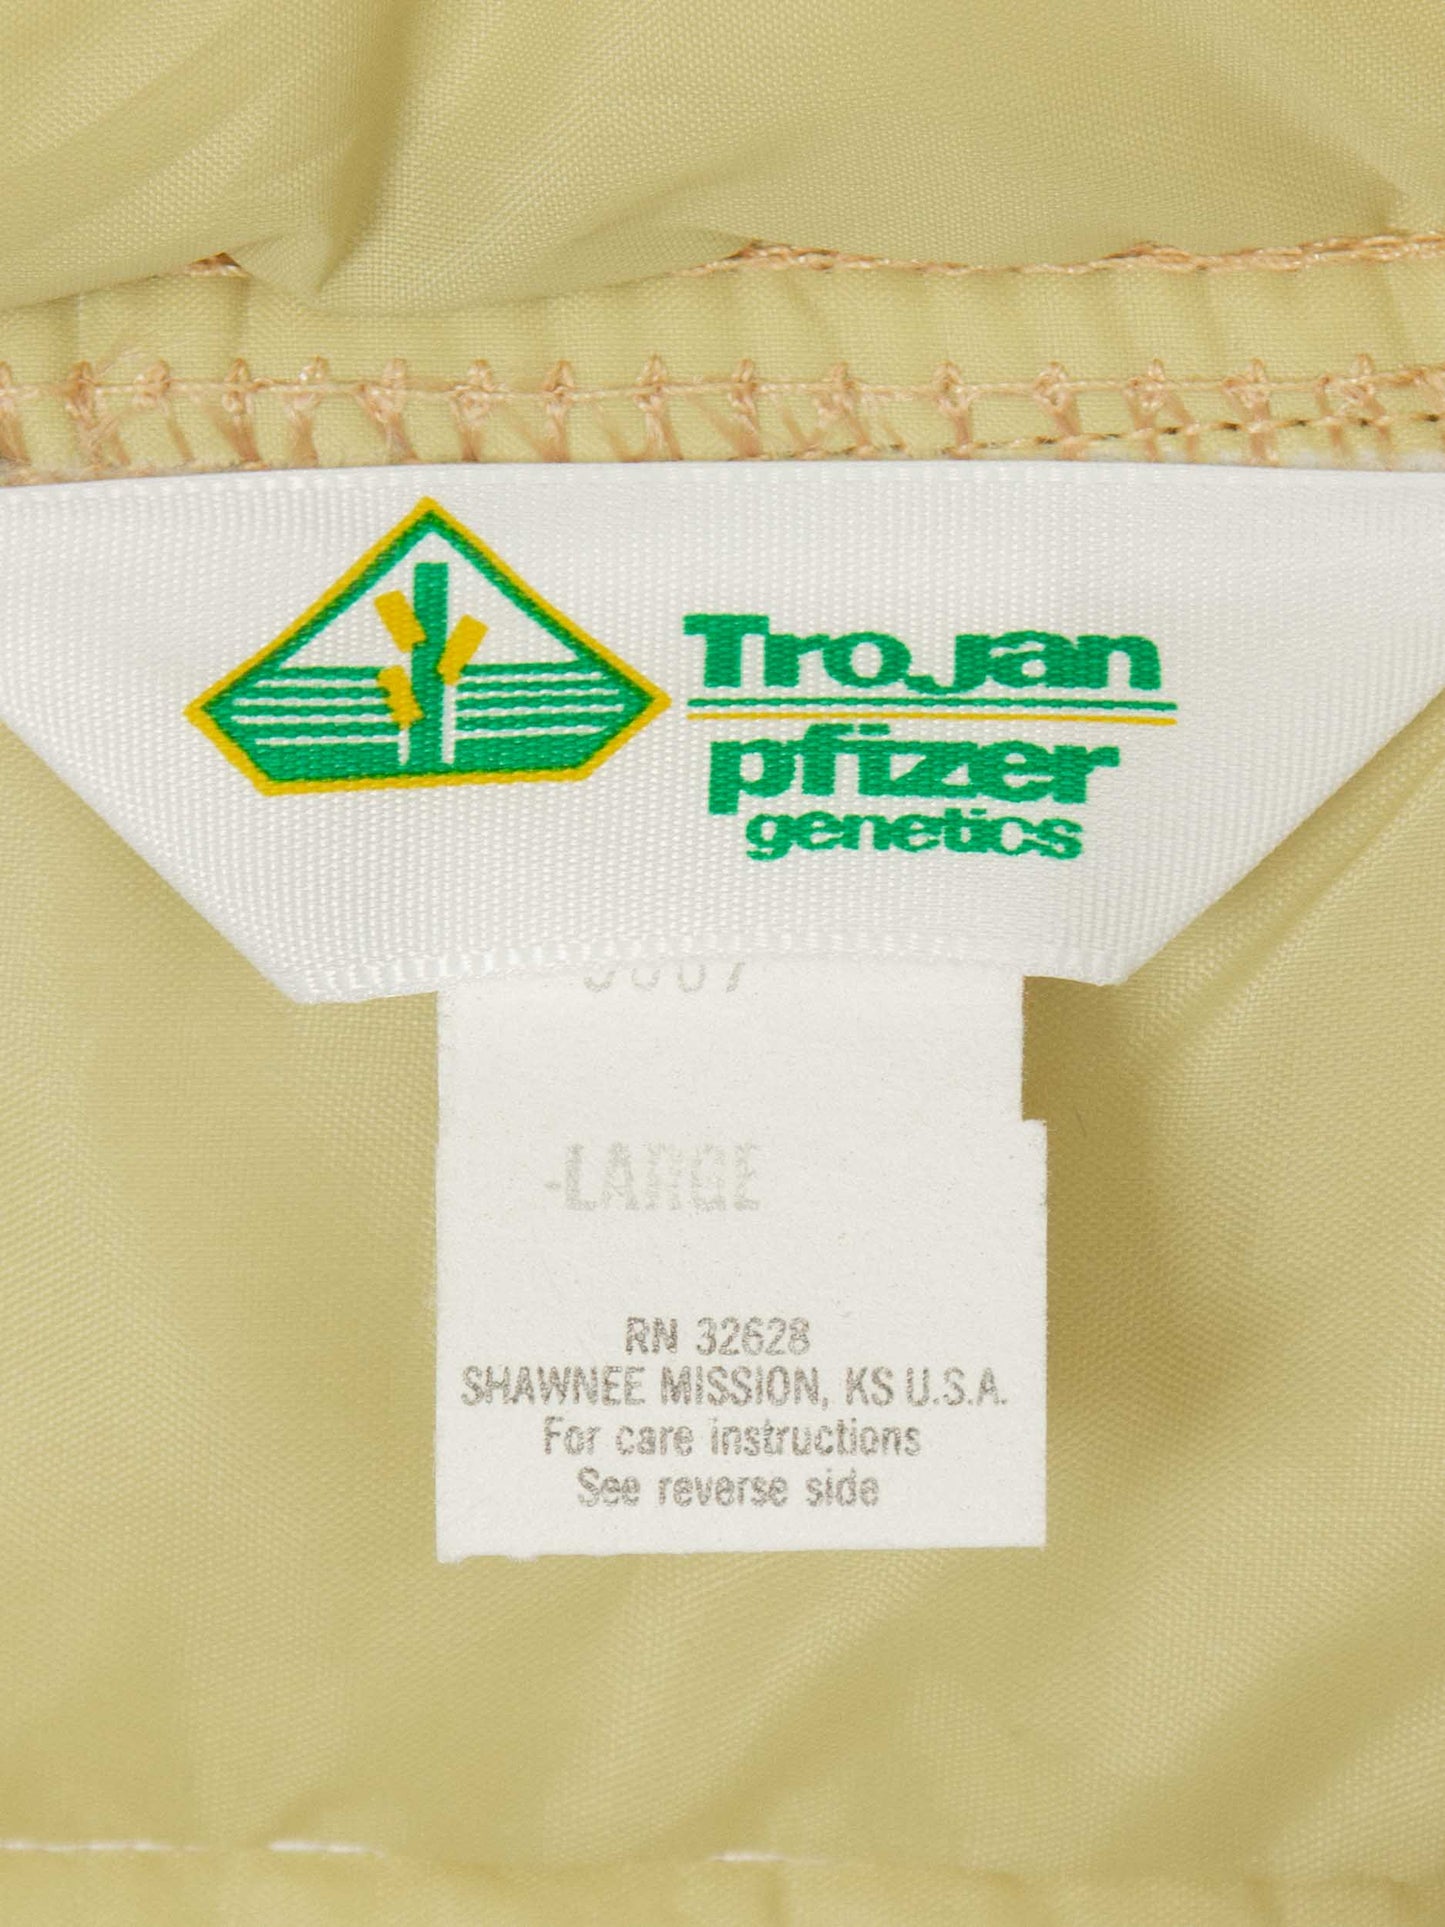 Trojan
pfizer
genetics
-LARGE
RN 32628
SHAWNEE MISSION, KS U.S.A.
For care instructions
See reverse side